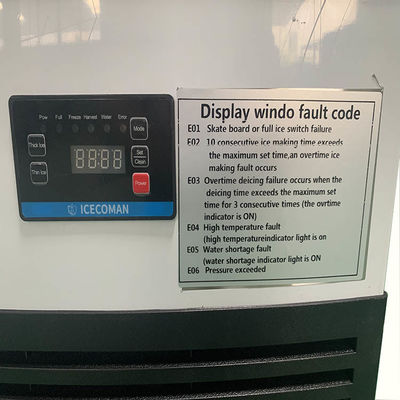 Pow Full Freeze Harvest Water Error
Mode
Thick Ice
Thin Ice
88:88
Set
Clean
Power
ICECOMAN
Display windo fault code
E01 Skate board or full ice switch failure
E02 10 consecutive ice making time exceeds
the maximum set time,an overtime ice
making fault occurs
E03 Overtime deicing failure occurs when the
deicing time exceeds the maximum set
time for 3 consecutive times (the ovrtime
indicator is ON)
E04 High temperature fault
(high temperatureindicator light is on
E05 Water shortage fault
(water shortage indicator light is ON
E06 Pressure exceeded